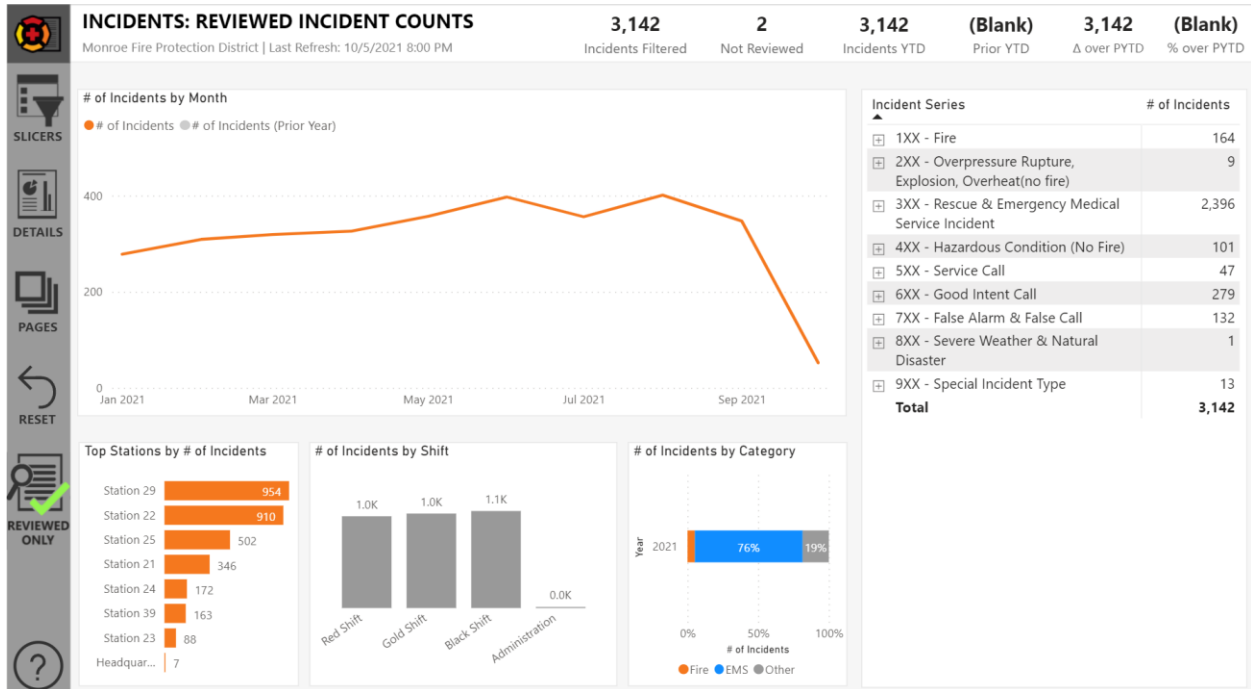 INCIDENTS: REVIEWED INCIDENT COUNTS
Monroe Fire Protection District | Last Refresh: 10/5/2021 8:00 PM
3,142
Incidents Filtered
2
Not Reviewed
3,142
Incidents YTD
(Blank)
Prior YTD
3,142
Δ over PYTD
(Blank)
% over PYTD
SLICERS
DETAILS
PAGES
RESET
REVIEWED
ONLY
?
# of Incidents by Month
# of Incidents # of Incidents (Prior Year)
400
200
0
Jan 2021 Mar 2021 May 2021 Jul 2021 Sep 2021
Incident Series # of Incidents
1XX - Fire 164
2XX - Overpressure Rupture, 9
Explosion, Overheat(no fire)
3XX - Rescue & Emergency Medical 2,396
Service Incident
4XX - Hazardous Condition (No Fire) 101
5XX - Service Call 47
6XX - Good Intent Call 279
7XX - False Alarm & False Call 132
8XX - Severe Weather & Natural 1
Disaster
9XX - Special Incident Type 13
Total 3,142
Top Stations by # of Incidents
Station 29 954
Station 22 910
Station 25 502
Station 21 346
Station 24 172
Station 39 163
Station 23 88
Headquar... 7
# of Incidents by Shift
1.0K 1.0K 1.1K 0.0K
Red Shift Gold Shift Black Shift Administration
# of Incidents by Category
Year
2021 76% 19%
0% 50% 100%
# of Incidents
Fire EMS Other